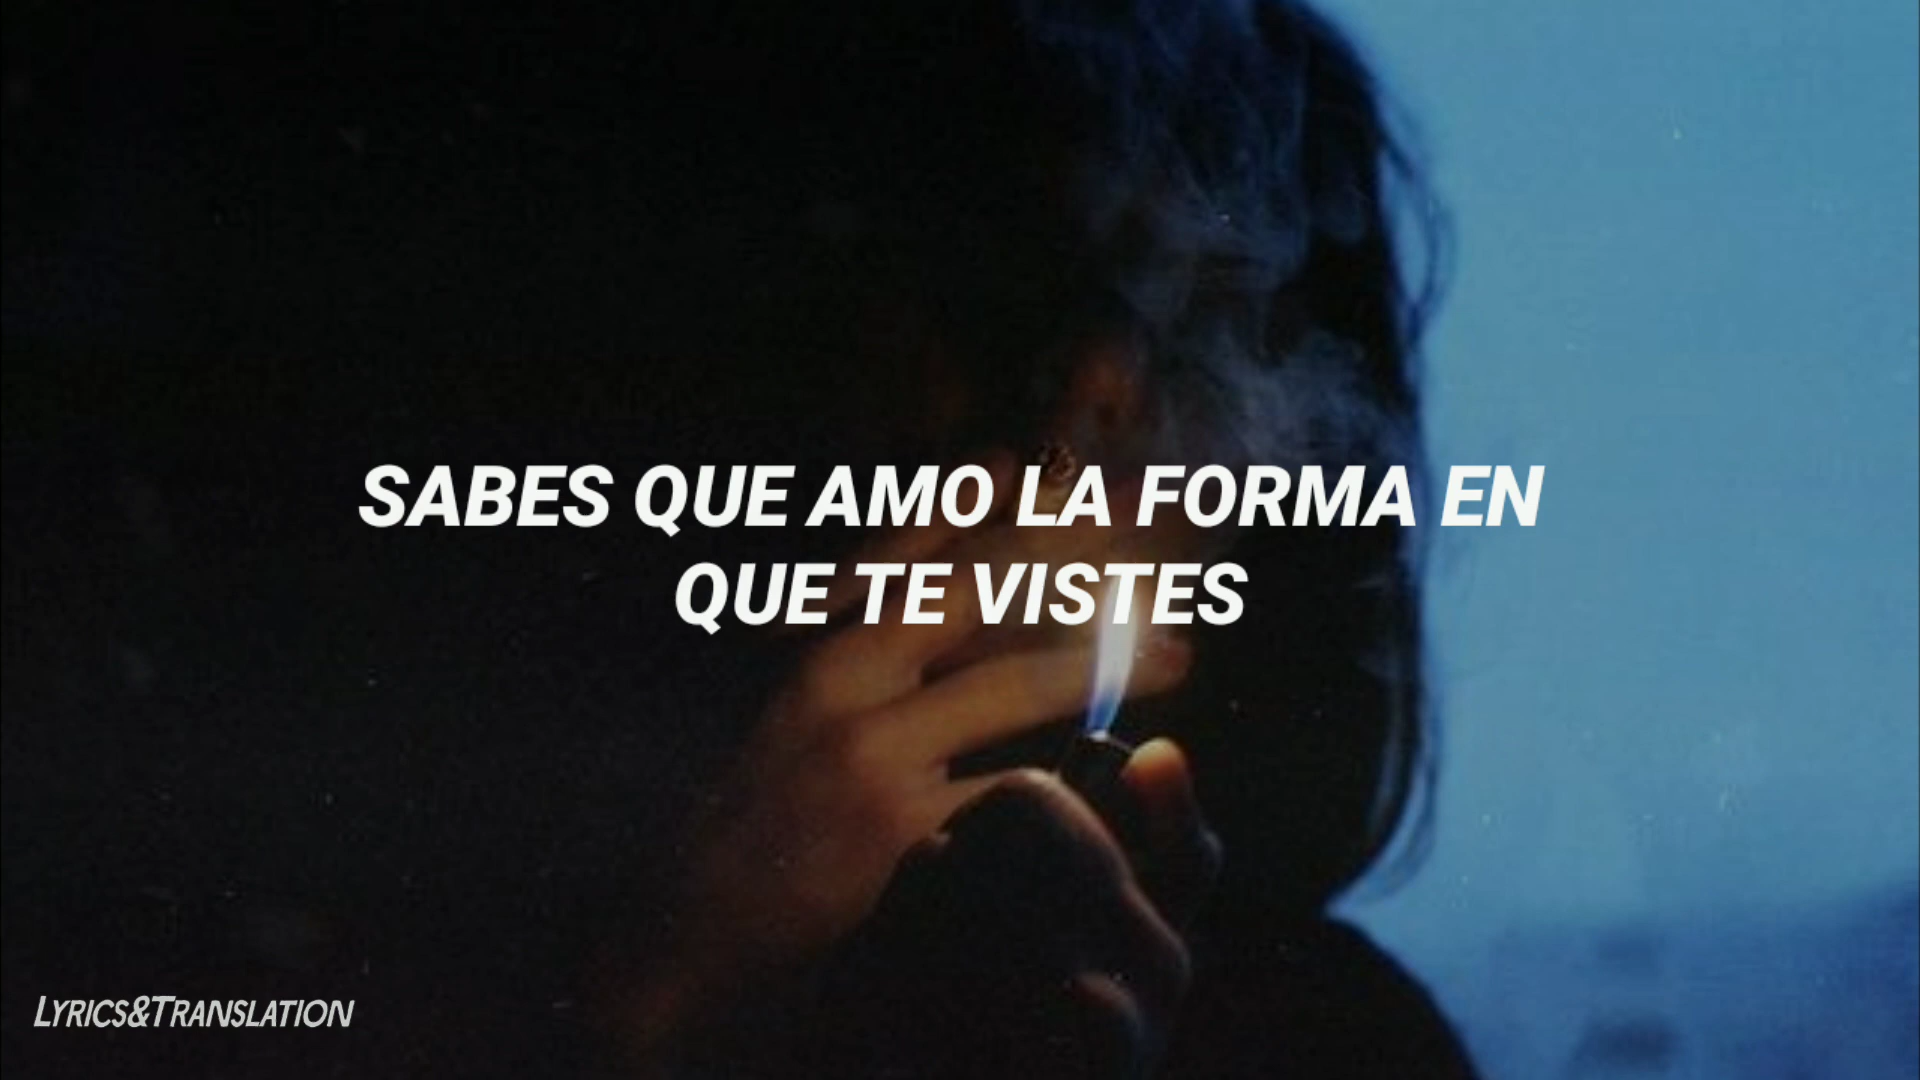 SABES QUE AMO LA FORMA EN
QUE TE VISTES
LYRICS&TRANSLATION